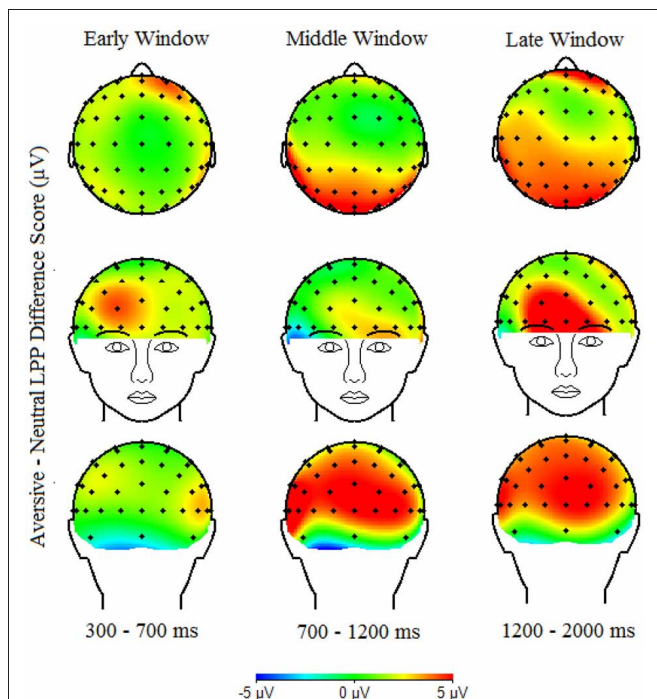 Early Window
Middle Window
Late Window
Aversive - Neutral LPP Difference Score (µV)
300 - 700 ms
700 - 1200 ms
1200 - 2000 ms
-5 µV
0 µV
5 µV